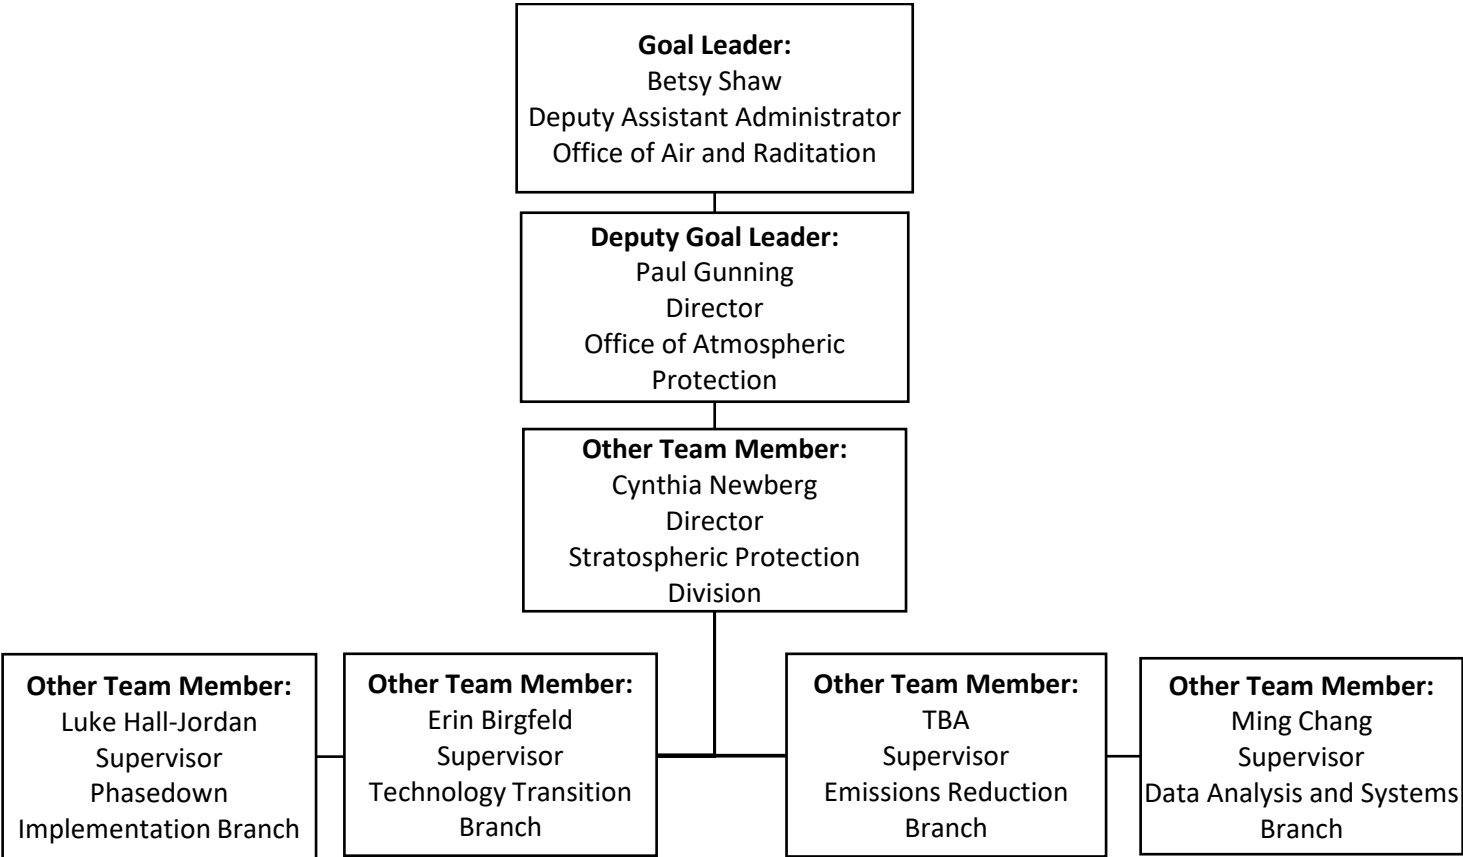 Goal Leader:
Betsy Shaw
Deputy Assistant Administrator
Office of Air and Raditation
Deputy Goal Leader:
Paul Gunning
Director
Office of Atmospheric
Protection
Other Team Member:
Cynthia Newberg
Director
Stratospheric Protection
Division
Other Team Member:
Luke Hall-Jordan
Supervisor
Phasedown
Implementation Branch
Other Team Member:
Erin Birgfeld
Supervisor
Technology Transition
Branch
Other Team Member:
TBA
Supervisor
Emissions Reduction
Branch
Other Team Member:
Ming Chang
Supervisor
Data Analysis and Systems
Branch